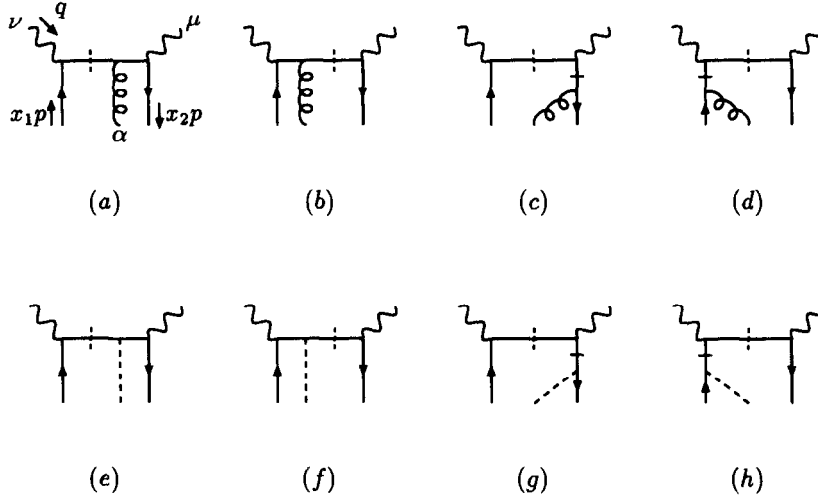 ν q μ
x₁p α x₂p
(a) (b) (c) (d)
(e) (f) (g) (h)